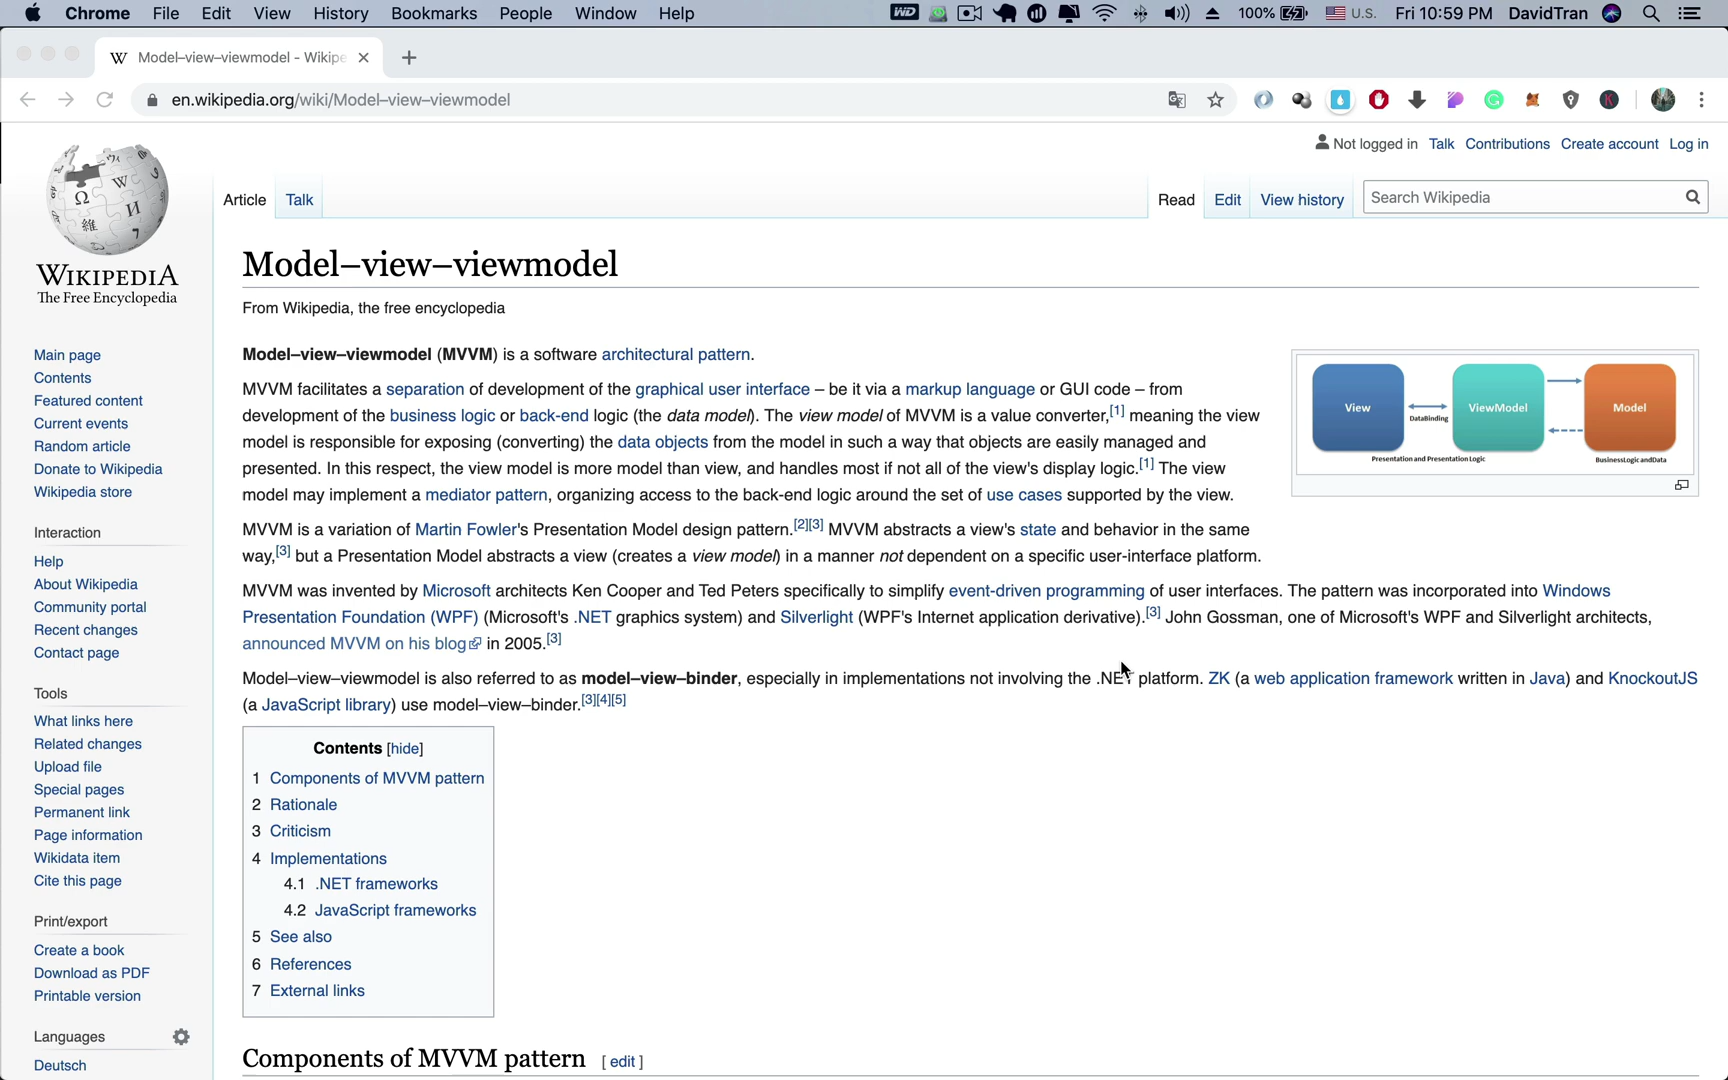 Chrome File Edit View History Bookmarks People Window Help
WD 100% U.S. Fri 10:59 PM DavidTran
W Model–view–viewmodel - Wikipe
en.wikipedia.org/wiki/Model–view–viewmodel
Not logged in Talk Contributions Create account Log in
Article Talk Read Edit View history Search Wikipedia
WIKIPEDIA
The Free Encyclopedia
Main page
Contents
Featured content
Current events
Random article
Donate to Wikipedia
Wikipedia store
Interaction
Help
About Wikipedia
Community portal
Recent changes
Contact page
Tools
What links here
Related changes
Upload file
Special pages
Permanent link
Page information
Wikidata item
Cite this page
Print/export
Create a book
Download as PDF
Printable version
Languages
Deutsch
Model–view–viewmodel
From Wikipedia, the free encyclopedia
Model–view–viewmodel (MVVM) is a software architectural pattern.
MVVM facilitates a separation of development of the graphical user interface – be it via a markup language or GUI code – from
development of the business logic or back-end logic (the data model). The view model of MVVM is a value converter,[1] meaning the view
model is responsible for exposing (converting) the data objects from the model in such a way that objects are easily managed and
presented. In this respect, the view model is more model than view, and handles most if not all of the view's display logic.[1] The view
model may implement a mediator pattern, organizing access to the back-end logic around the set of use cases supported by the view.
View ViewModel Model
DataBinding
Presentation and Presentation Logic BusinessLogic andData
MVVM is a variation of Martin Fowler's Presentation Model design pattern.[2][3] MVVM abstracts a view's state and behavior in the same
way,[3] but a Presentation Model abstracts a view (creates a view model) in a manner not dependent on a specific user-interface platform.
MVVM was invented by Microsoft architects Ken Cooper and Ted Peters specifically to simplify event-driven programming of user interfaces. The pattern was incorporated into Windows
Presentation Foundation (WPF) (Microsoft's .NET graphics system) and Silverlight (WPF's Internet application derivative).[3] John Gossman, one of Microsoft's WPF and Silverlight architects,
announced MVVM on his blog in 2005.[3]
Model–view–viewmodel is also referred to as model–view–binder, especially in implementations not involving the .NET platform. ZK (a web application framework written in Java) and KnockoutJS
(a JavaScript library) use model–view–binder.[3][4][5]
Contents [hide]
1 Components of MVVM pattern
2 Rationale
3 Criticism
4 Implementations
4.1 .NET frameworks
4.2 JavaScript frameworks
5 See also
6 References
7 External links
Components of MVVM pattern [ edit ]